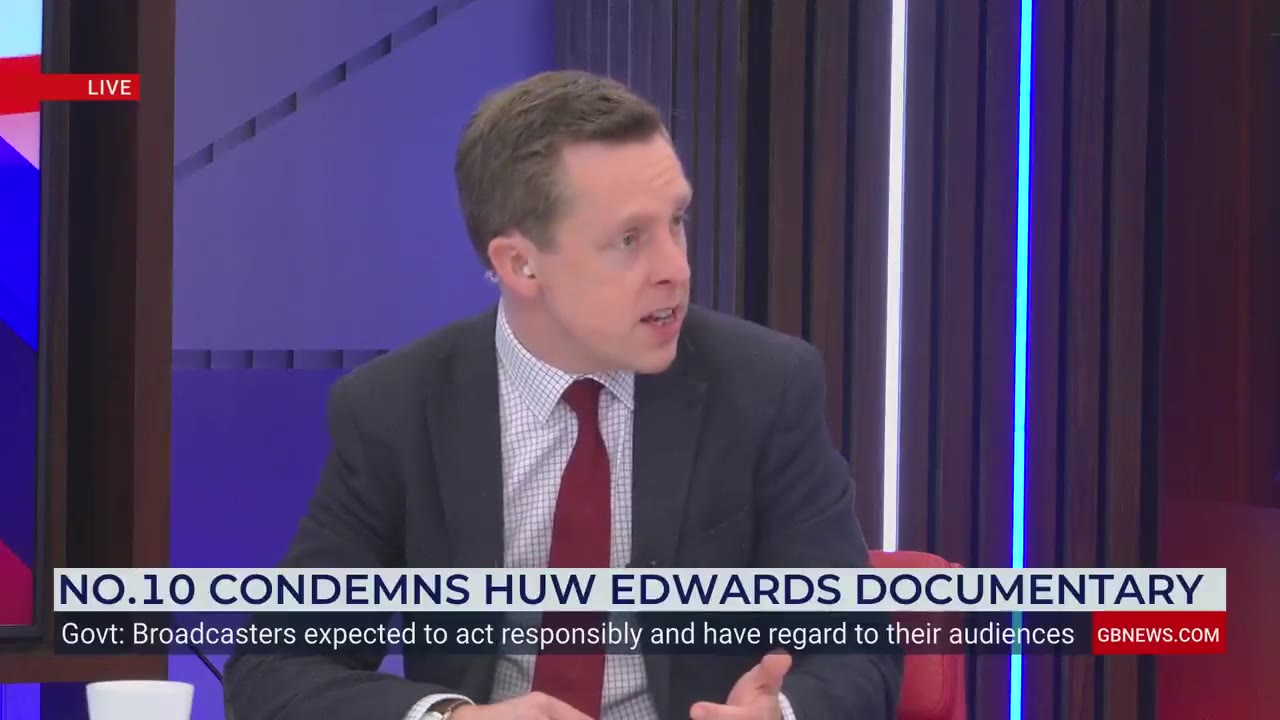 LIVE
NO.10 CONDEMNS HUW EDWARDS DOCUMENTARY
Govt: Broadcasters expected to act responsibly and have regard to their audiences
GBNEWS.COM